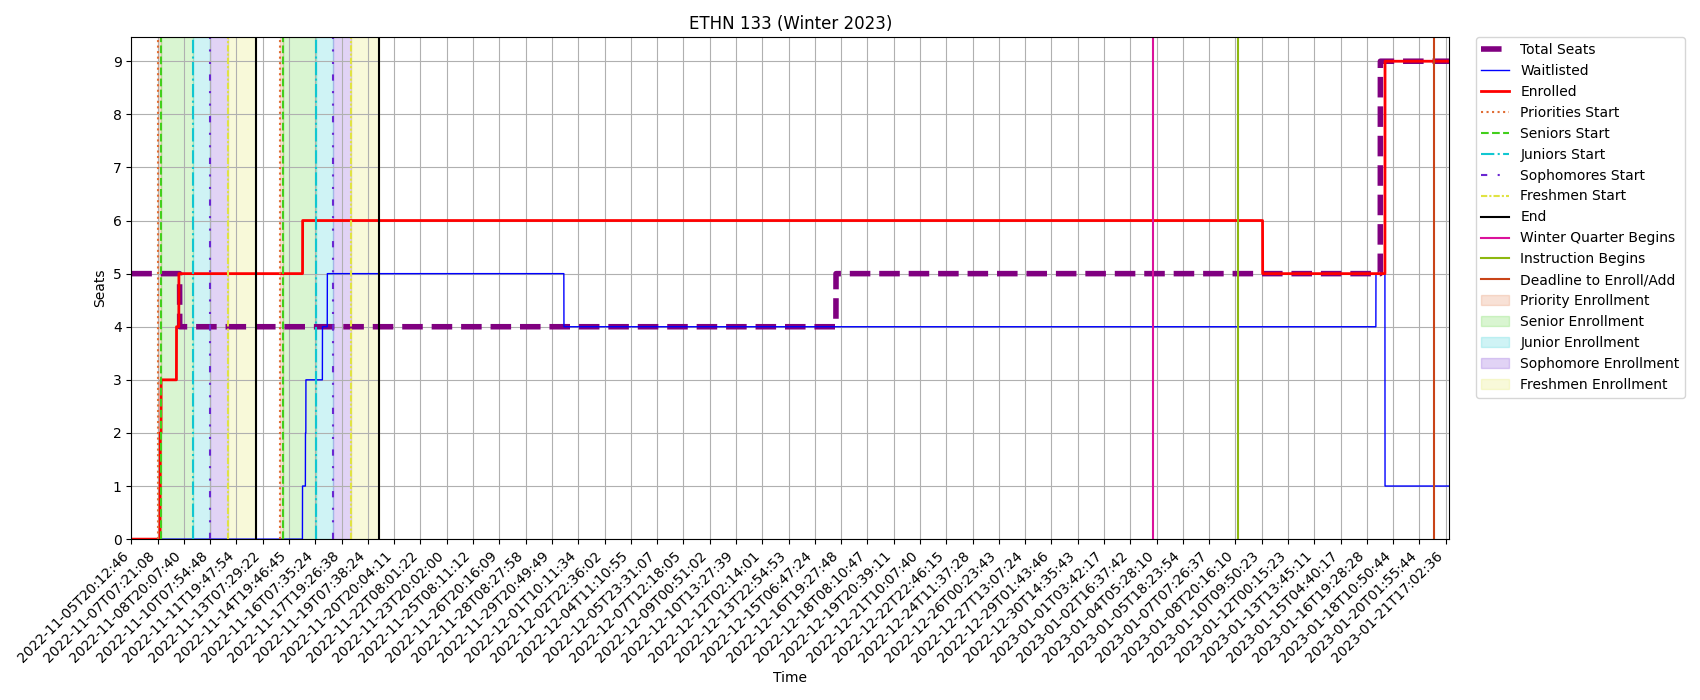 ETHN 133 (Winter 2023)
Seats
9
8
7
6
5
4
3
2
1
0
2022-11-05T20:12:46
2022-11-07T07:21:08
2022-11-08T20:07:40
2022-11-10T07:54:48
2022-11-11T19:47:54
2022-11-13T07:29:22
2022-11-14T19:46:45
2022-11-16T07:35:24
2022-11-17T19:26:38
2022-11-19T07:38:24
2022-11-20T20:04:11
2022-11-22T08:01:22
2022-11-23T20:02:00
2022-11-25T08:11:12
2022-11-26T20:16:09
2022-11-28T08:27:58
2022-11-29T20:49:49
2022-12-01T10:11:34
2022-12-02T22:36:02
2022-12-04T11:10:55
2022-12-05T23:31:07
2022-12-07T12:18:05
2022-12-09T00:51:02
2022-12-10T13:27:39
2022-12-12T02:14:01
2022-12-13T22:54:53
2022-12-15T06:47:24
2022-12-16T19:27:48
2022-12-18T08:10:47
2022-12-19T20:39:11
2022-12-21T10:07:40
2022-12-22T22:46:15
2022-12-24T11:37:28
2022-12-26T00:23:43
2022-12-27T13:07:24
2022-12-29T01:43:46
2022-12-30T14:35:43
2023-01-01T03:42:17
2023-01-02T16:37:42
2023-01-04T05:28:10
2023-01-05T18:23:54
2023-01-07T07:26:37
2023-01-08T20:16:10
2023-01-10T09:50:23
2023-01-12T00:15:23
2023-01-13T13:45:11
2023-01-15T04:40:17
2023-01-16T19:28:28
2023-01-18T10:50:44
2023-01-20T01:55:44
2023-01-21T17:02:36
Time
Total Seats
Waitlisted
Enrolled
Priorities Start
Seniors Start
Juniors Start
Sophomores Start
Freshmen Start
End
Winter Quarter Begins
Instruction Begins
Deadline to Enroll/Add
Priority Enrollment
Senior Enrollment
Junior Enrollment
Sophomore Enrollment
Freshmen Enrollment